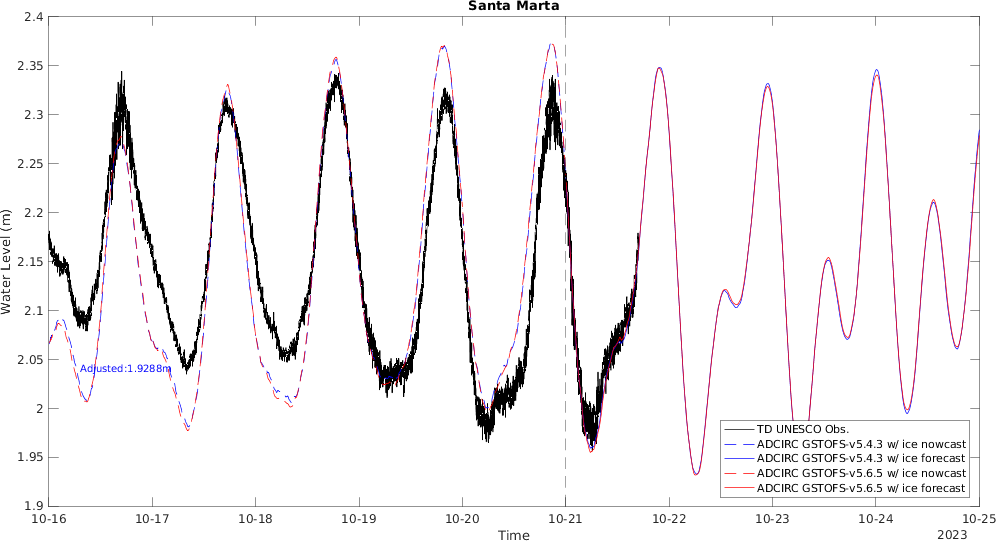 Santa Marta
2.4
2.35
2.3
2.25
2.2
2.15
2.1
2.05
2
1.95
1.9
Water Level (m)
Adjusted:1.9288m
TD UNESCO Obs.
ADCIRC GSTOFS-v5.4.3 w/ ice nowcast
ADCIRC GSTOFS-v5.4.3 w/ ice forecast
ADCIRC GSTOFS-v5.6.5 w/ ice nowcast
ADCIRC GSTOFS-v5.6.5 w/ ice forecast
10-16 10-17 10-18 10-19 10-20 10-21 10-22 10-23 10-24 10-25
Time
2023